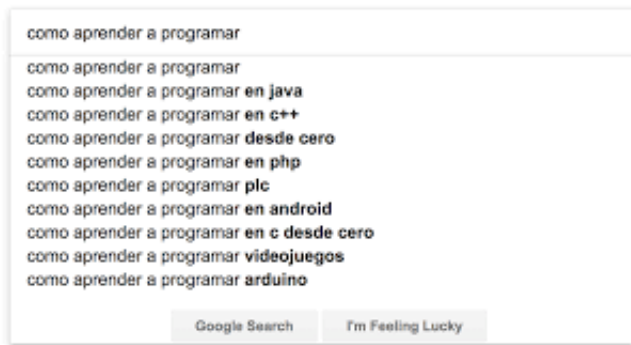 como aprender a programar
como aprender a programar
como aprender a programar en java
como aprender a programar en c++
como aprender a programar desde cero
como aprender a programar en php
como aprender a programar plc
como aprender a programar en android
como aprender a programar en c desde cero
como aprender a programar videojuegos
como aprender a programar arduino
Google Search I'm Feeling Lucky